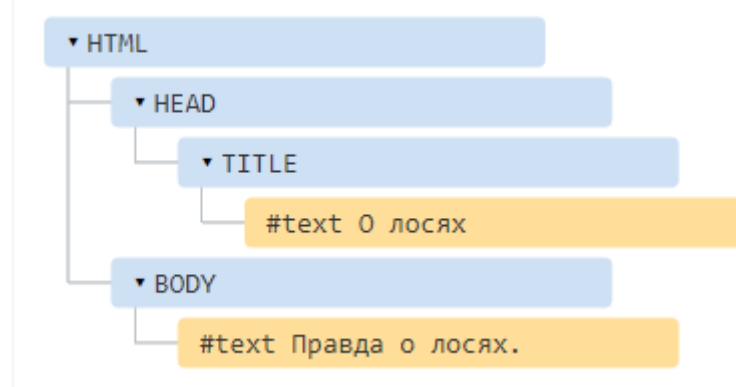 HTML
HEAD
TITLE
#text О лосях
BODY
#text Правда о лосях.